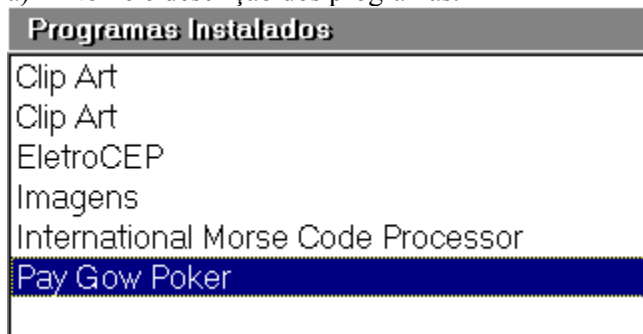 Programas Instalados
Clip Art
Clip Art
EletroCEP
Imagens
International Morse Code Processor
Pay Gow Poker